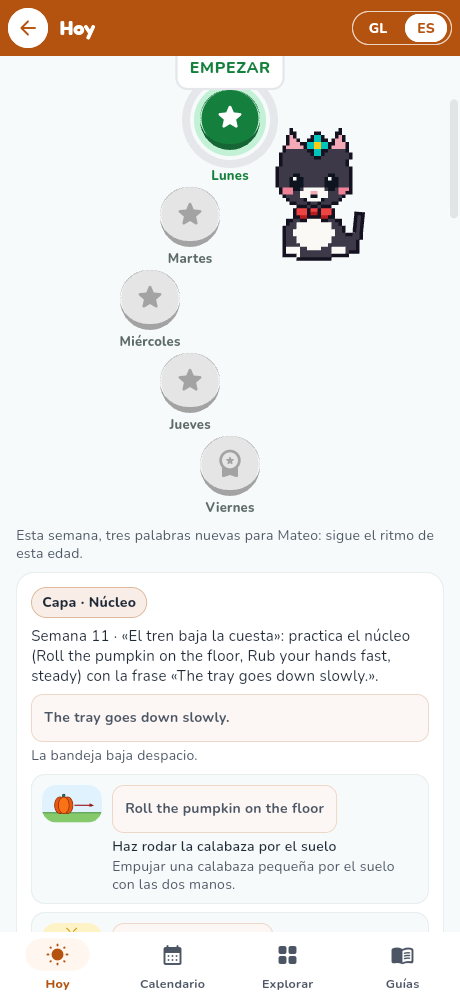 Hoy
GL
ES
EMPEZAR
Lunes
Martes
Miércoles
Jueves
Viernes
Esta semana, tres palabras nuevas para Mateo: sigue el ritmo de
esta edad.
Capa · Núcleo
Semana 11 · «El tren baja la cuesta»: practica el núcleo
(Roll the pumpkin on the floor, Rub your hands fast,
steady) con la frase «The tray goes down slowly.».
The tray goes down slowly.
La bandeja baja despacio.
Roll the pumpkin on the floor
Haz rodar la calabaza por el suelo
Empujar una calabaza pequeña por el suelo
con las dos manos.
Hoy
Calendario
Explorar
Guías